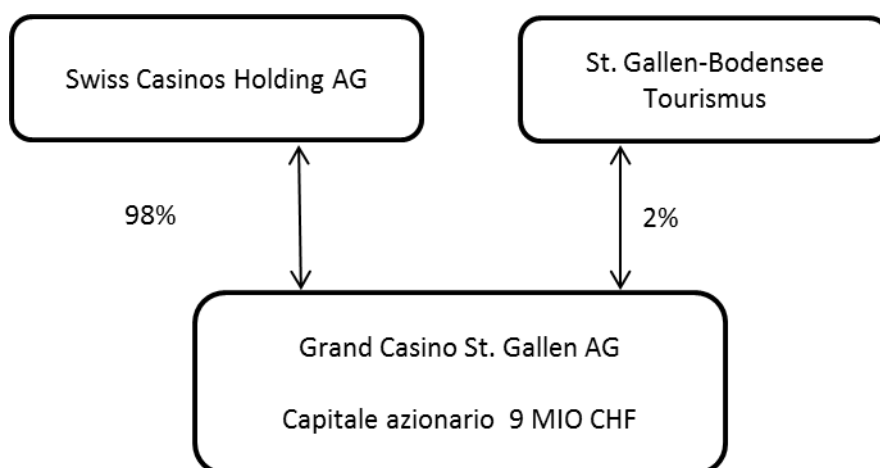 Swiss Casinos Holding AG
St. Gallen-Bodensee
Tourismus
98%
2%
Grand Casino St. Gallen AG
Capitale azionario 9 MIO CHF